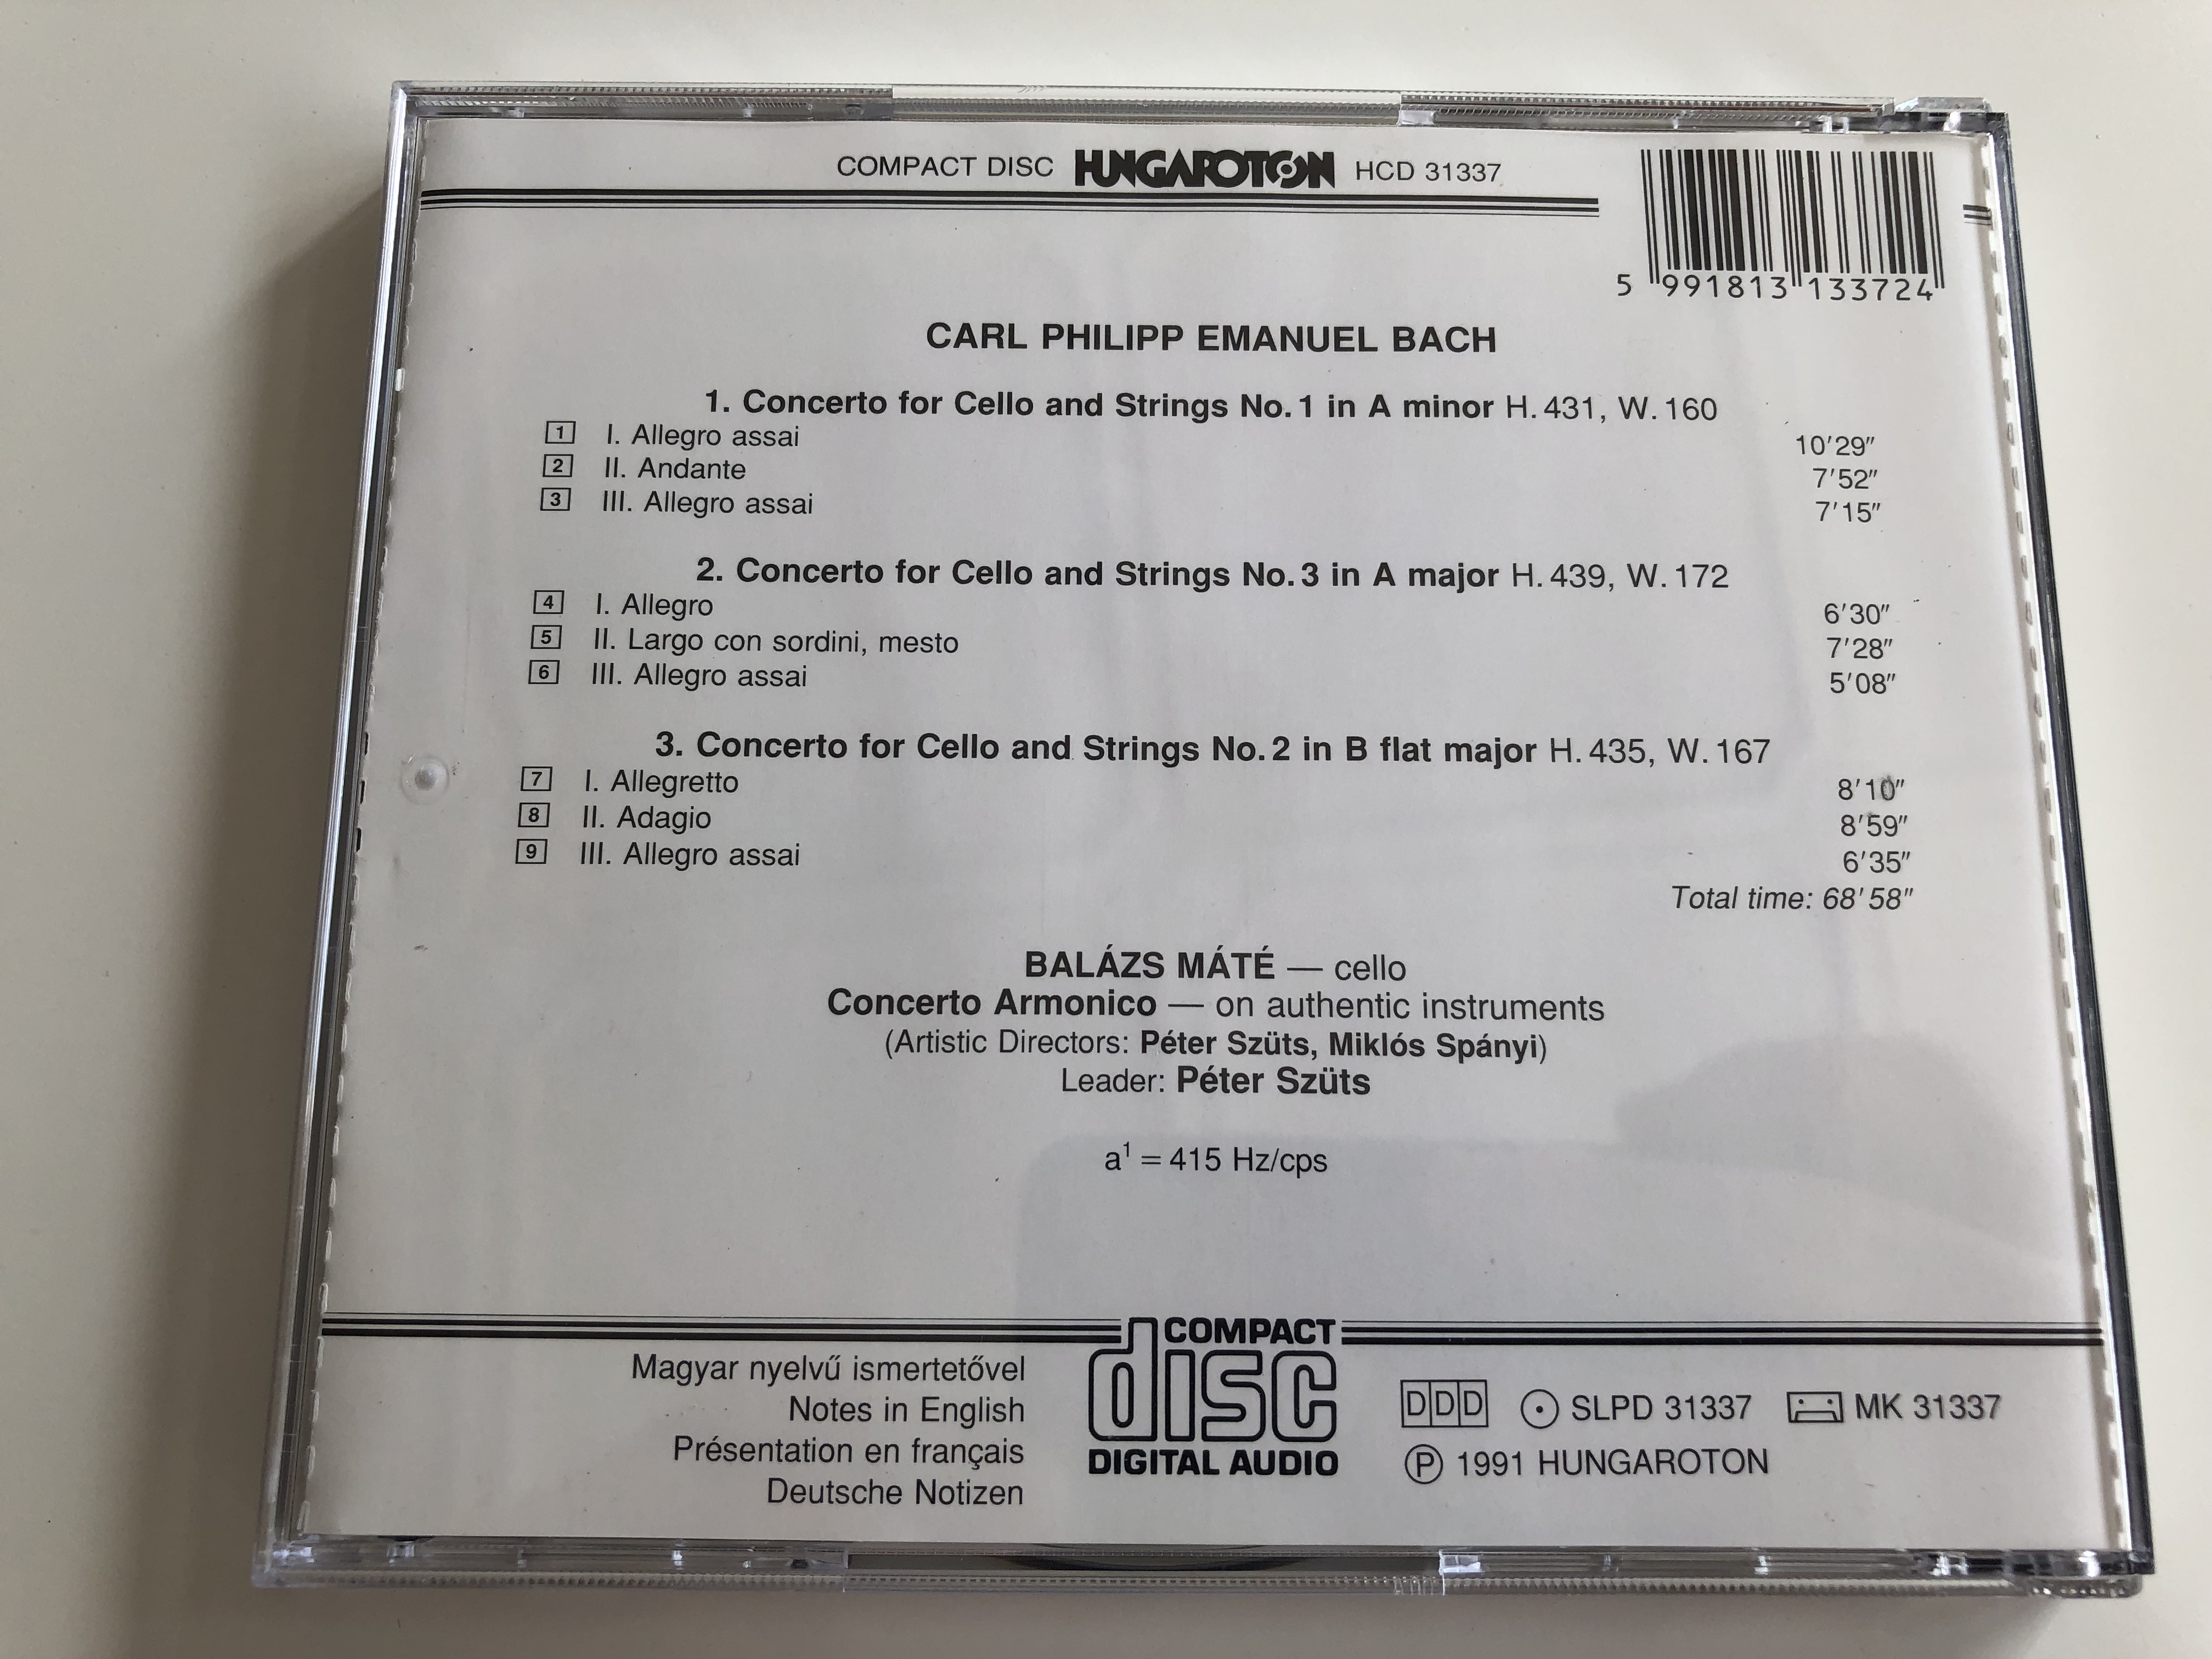 COMPACT DISC HUNGAROTON HCD 31337
5 991813 133724
CARL PHILIPP EMANUEL BACH
1. Concerto for Cello and Strings No. 1 in A minor H. 431, W. 160
1 I. Allegro assai 10'29"
2 II. Andante 7'52"
3 III. Allegro assai 7'15"
2. Concerto for Cello and Strings No. 3 in A major H. 439, W. 172
4 I. Allegro 6'30"
5 II. Largo con sordini, mesto 7'28"
6 III. Allegro assai 5'08"
3. Concerto for Cello and Strings No. 2 in B flat major H. 435, W. 167
7 I. Allegretto 8'10"
8 II. Adagio 8'59"
9 III. Allegro assai 6'35"
Total time: 68'58"
BALÁZS MÁTÉ — cello
Concerto Armonico — on authentic instruments
(Artistic Directors: Péter Szüts, Miklós Spányi)
Leader: Péter Szüts
a¹ = 415 Hz/cps
Magyar nyelvű ismertetővel
Notes in English
Présentation en français
Deutsche Notizen
COMPACT
disc
DIGITAL AUDIO
DDD SLPD 31337 MK 31337
Ⓟ 1991 HUNGAROTON